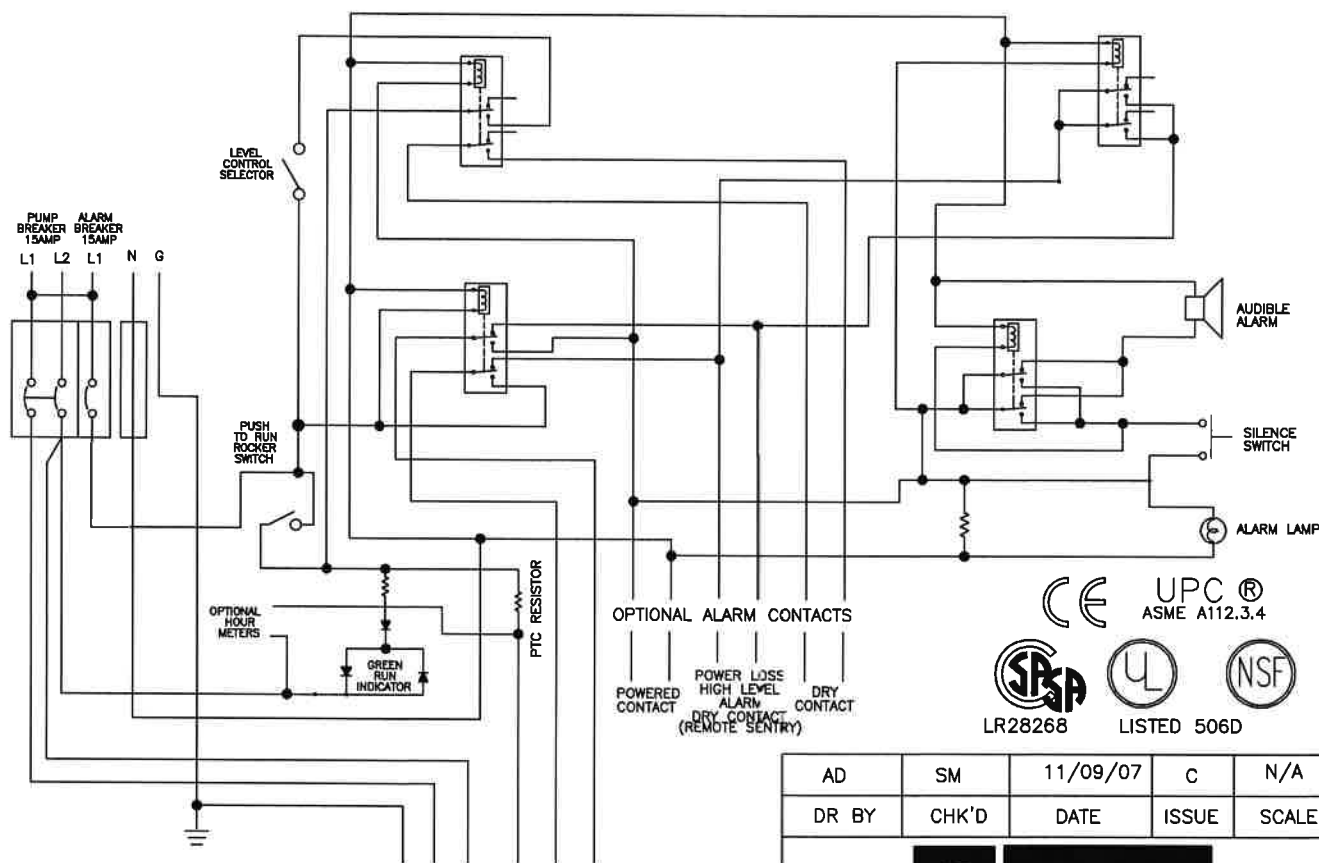 LEVEL
CONTROL
SELECTOR
PUMP
BREAKER
15AMP
ALARM
BREAKER
15AMP
L1 L2 L1 N G
AUDIBLE
ALARM
PUSH
TO RUN
ROCKER
SWITCH
SILENCE
SWITCH
ALARM LAMP
PTC RESISTOR
OPTIONAL
HOUR
METERS
GREEN
RUN
INDICATOR
OPTIONAL ALARM CONTACTS
POWERED
CONTACT
POWER LOSS
HIGH LEVEL
ALARM
DRY CONTACT
(REMOTE SENTRY)
DRY
CONTACT
CE
UPC ®
ASME A112.3.4
SA SA
LR28268
UL
LISTED 506D
NSF
AD SM 11/09/07 C N/A
DR BY CHK'D DATE ISSUE SCALE